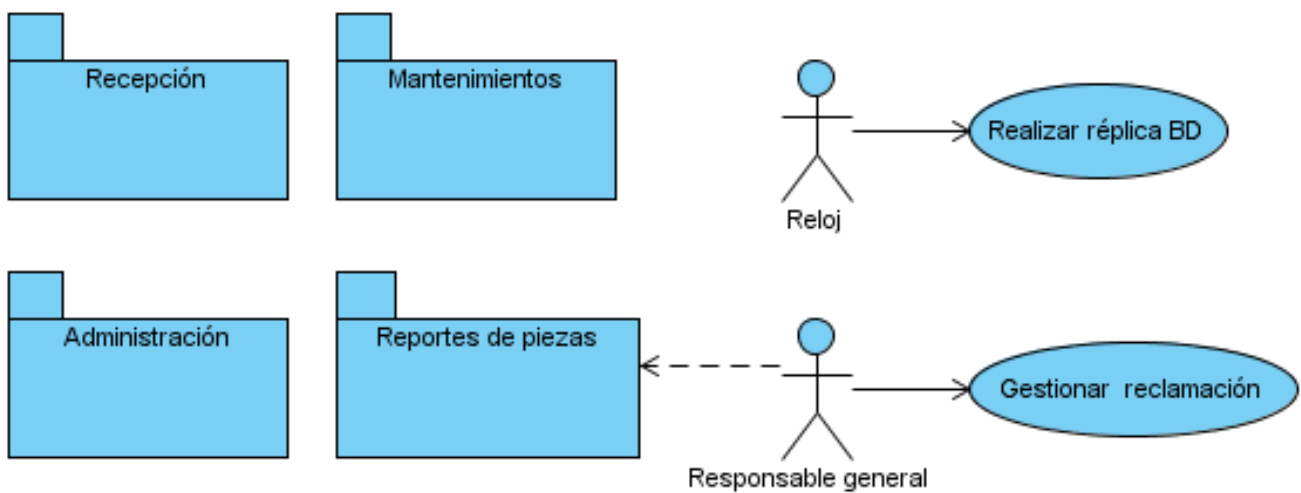 Recepción
Mantenimientos
Realizar réplica BD
Reloj
Administración
Reportes de piezas
Gestionar reclamación
Responsable general